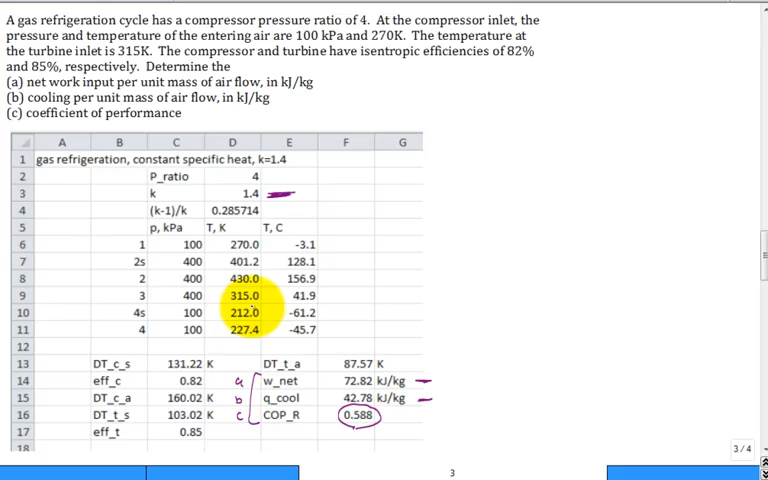 A gas refrigeration cycle has a compressor pressure ratio of 4.  At the compressor inlet, the
pressure and temperature of the entering air are 100 kPa and 270K.  The temperature at
the turbine inlet is 315K.  The compressor and turbine have isentropic efficiencies of 82%
and 85%, respectively.  Determine the
(a) net work input per unit mass of air flow, in kJ/kg
(b) cooling per unit mass of air flow, in kJ/kg
(c) coefficient of performance
A B C D E F G
1 gas refrigeration, constant specific heat, k=1.4
2 P_ratio 4
3 k 1.4
4 (k-1)/k 0.285714
5 p, kPa T, K T, C
6 1 100 270.0 -3.1
7 2s 400 401.2 128.1
8 2 400 430.0 156.9
9 3 400 315.0 41.9
10 4s 100 212.0 -61.2
11 4 100 227.4 -45.7
12
13 DT_c_s 131.22 K DT_t_a 87.57 K
14 eff_c 0.82 a w_net 72.82 kJ/kg
15 DT_c_a 160.02 K b q_cool 42.78 kJ/kg
16 DT_t_s 103.02 K c COP_R 0.588
17 eff_t 0.85
18
3 / 4
3